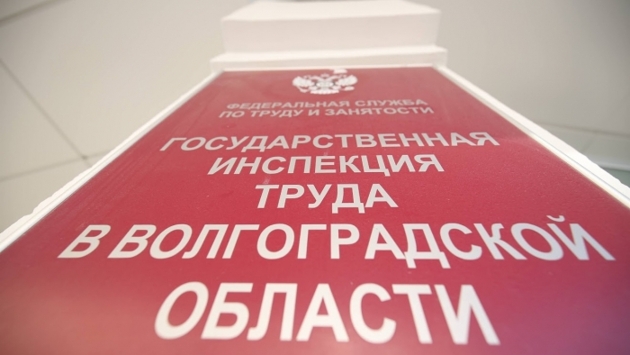 ФЕДЕРАЛЬНАЯ СЛУЖБА
ПО ТРУДУ И ЗАНЯТОСТИ
ГОСУДАРСТВЕННАЯ
ИНСПЕКЦИЯ
ТРУДА
В ВОЛГОГРАДСКОЙ
ОБЛАСТИ